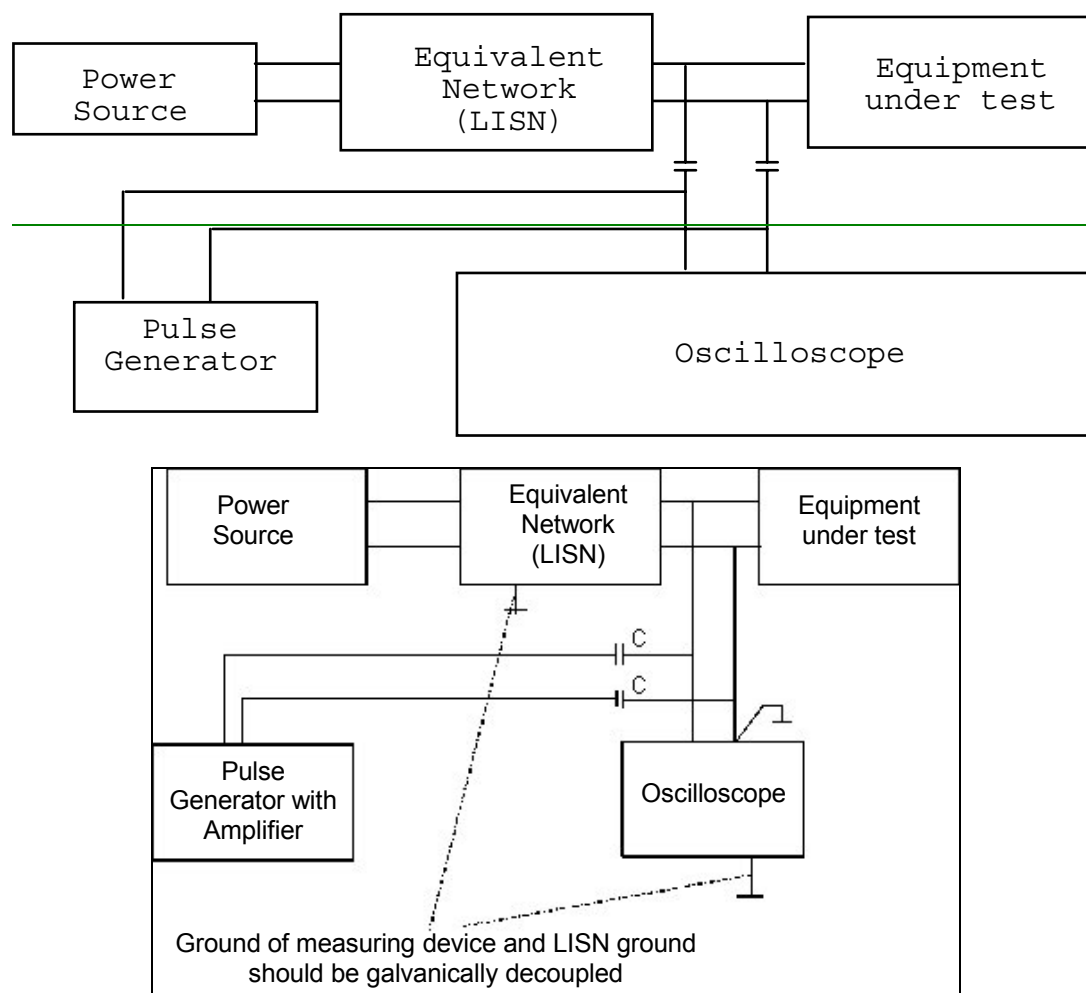 Power
Source
Equivalent
Network
(LISN)
Equipment
under test
Pulse
Generator
Oscilloscope
Power
Source
Equivalent
Network
(LISN)
Equipment
under test
C
C
Pulse
Generator with
Amplifier
Oscilloscope
Ground of measuring device and LISN ground
should be galvanically decoupled